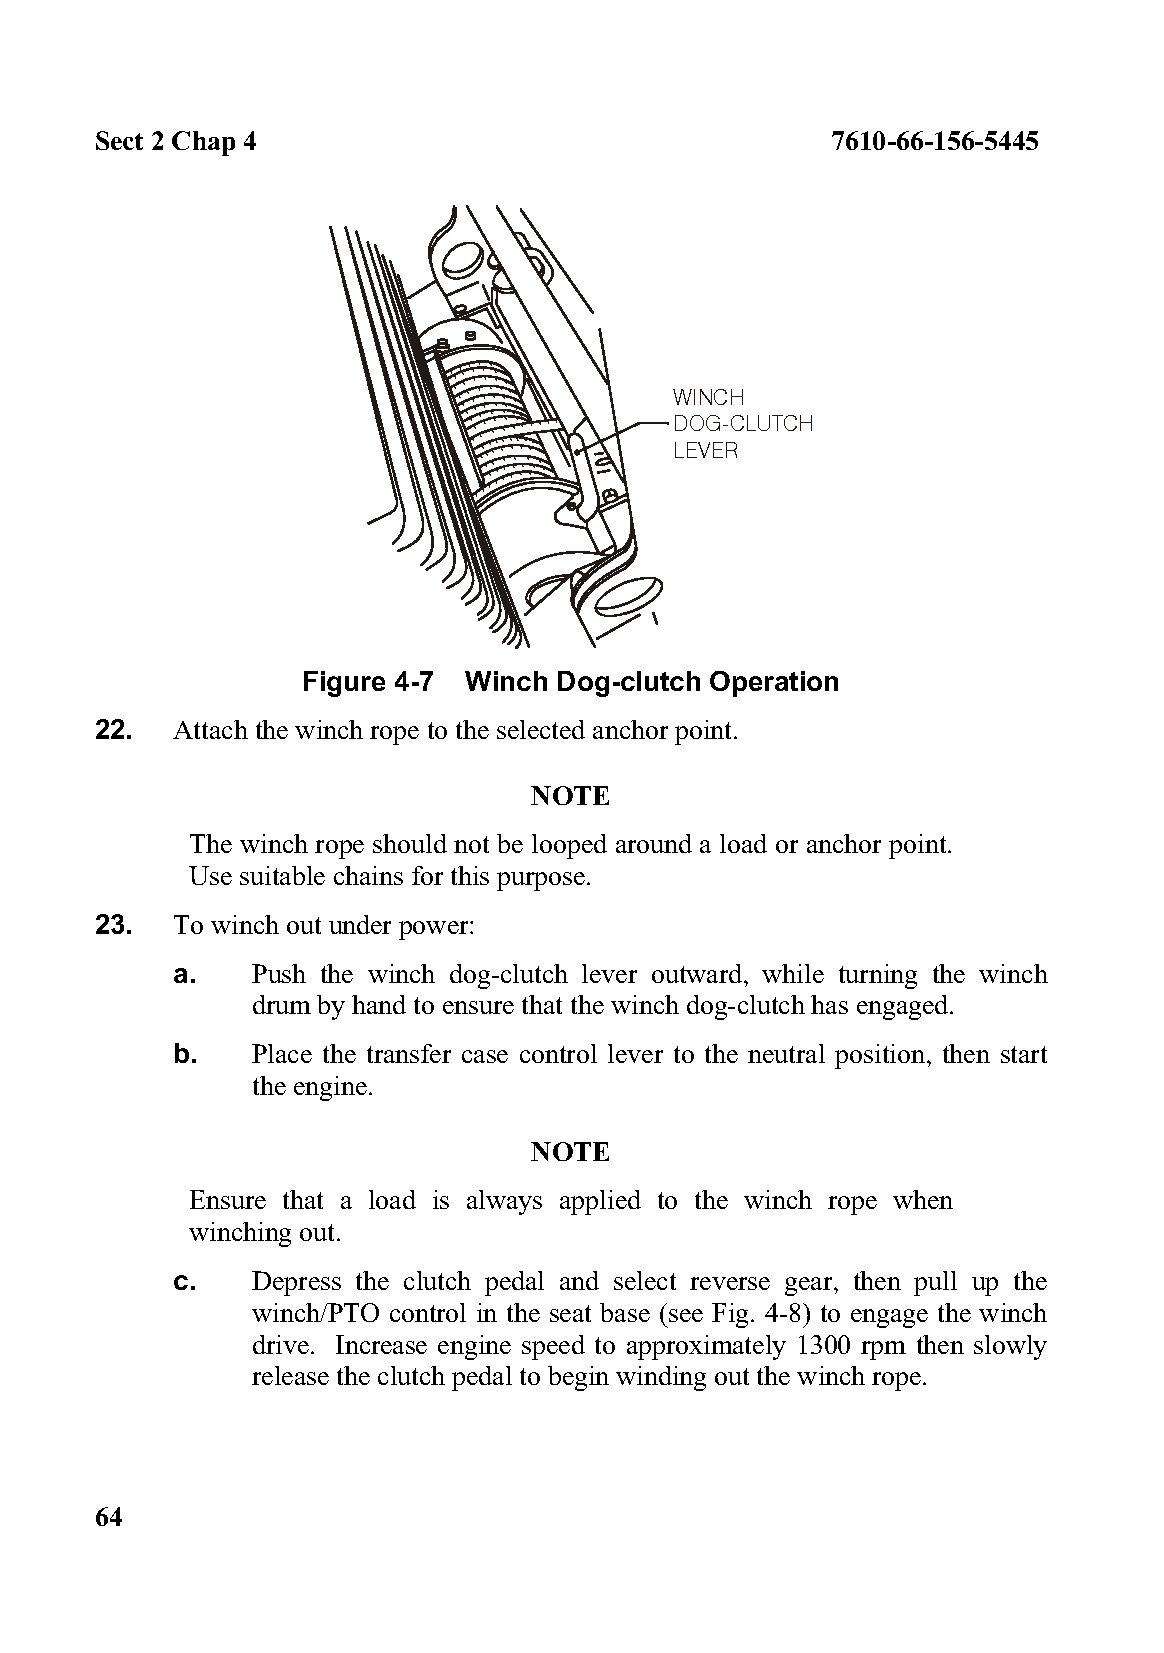 Sect 2 Chap 4 7610-66-156-5445
WINCH
DOG-CLUTCH
LEVER
Figure 4-7 Winch Dog-clutch Operation
22. Attach the winch rope to the selected anchor point.
NOTE
The winch rope should not be looped around a load or anchor point.
Use suitable chains for this purpose.
23. To winch out under power:
a. Push the winch dog-clutch lever outward, while turning the winch
drum by hand to ensure that the winch dog-clutch has engaged.
b. Place the transfer case control lever to the neutral position, then start
the engine.
NOTE
Ensure that a load is always applied to the winch rope when
winching out.
c. Depress the clutch pedal and select reverse gear, then pull up the
winch/PTO control in the seat base (see Fig. 4-8) to engage the winch
drive. Increase engine speed to approximately 1300 rpm then slowly
release the clutch pedal to begin winding out the winch rope.
64